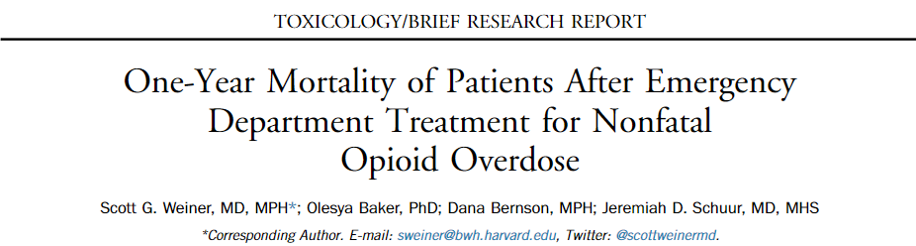 TOXICOLOGY/BRIEF RESEARCH REPORT
One-Year Mortality of Patients After Emergency
Department Treatment for Nonfatal
Opioid Overdose
Scott G. Weiner, MD, MPH*; Olesya Baker, PhD; Dana Bernson, MPH; Jeremiah D. Schuur, MD, MHS
*Corresponding Author. E-mail: sweiner@bwh.harvard.edu, Twitter: @scottweinermd.